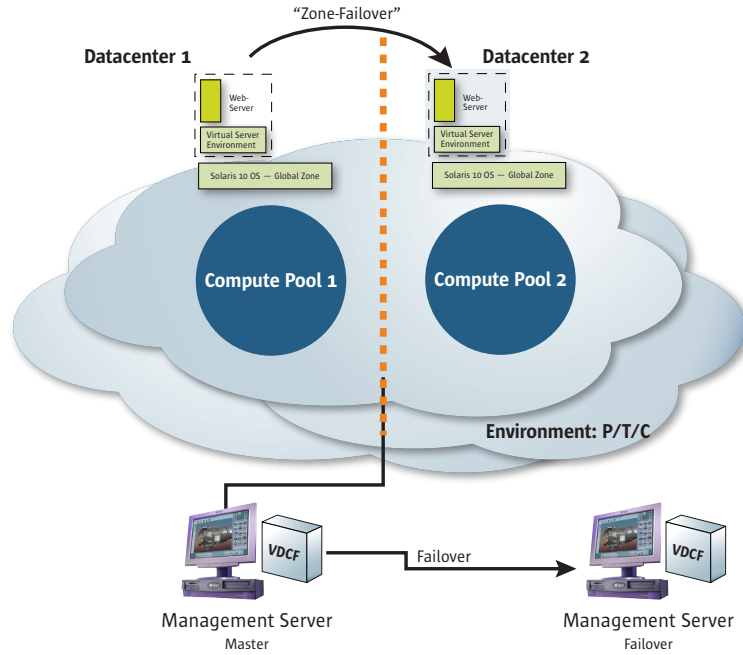 “Zone-Failover”
Datacenter 1
Datacenter 2
Web-
Server
Virtual Server
Environment
Web-
Server
Virtual Server
Environment
Solaris 10 OS — Global Zone
Solaris 10 OS — Global Zone
Compute Pool 1
Compute Pool 2
Environment: P/T/C
VDCF
Failover
VDCF
Management Server
Master
Management Server
Failover